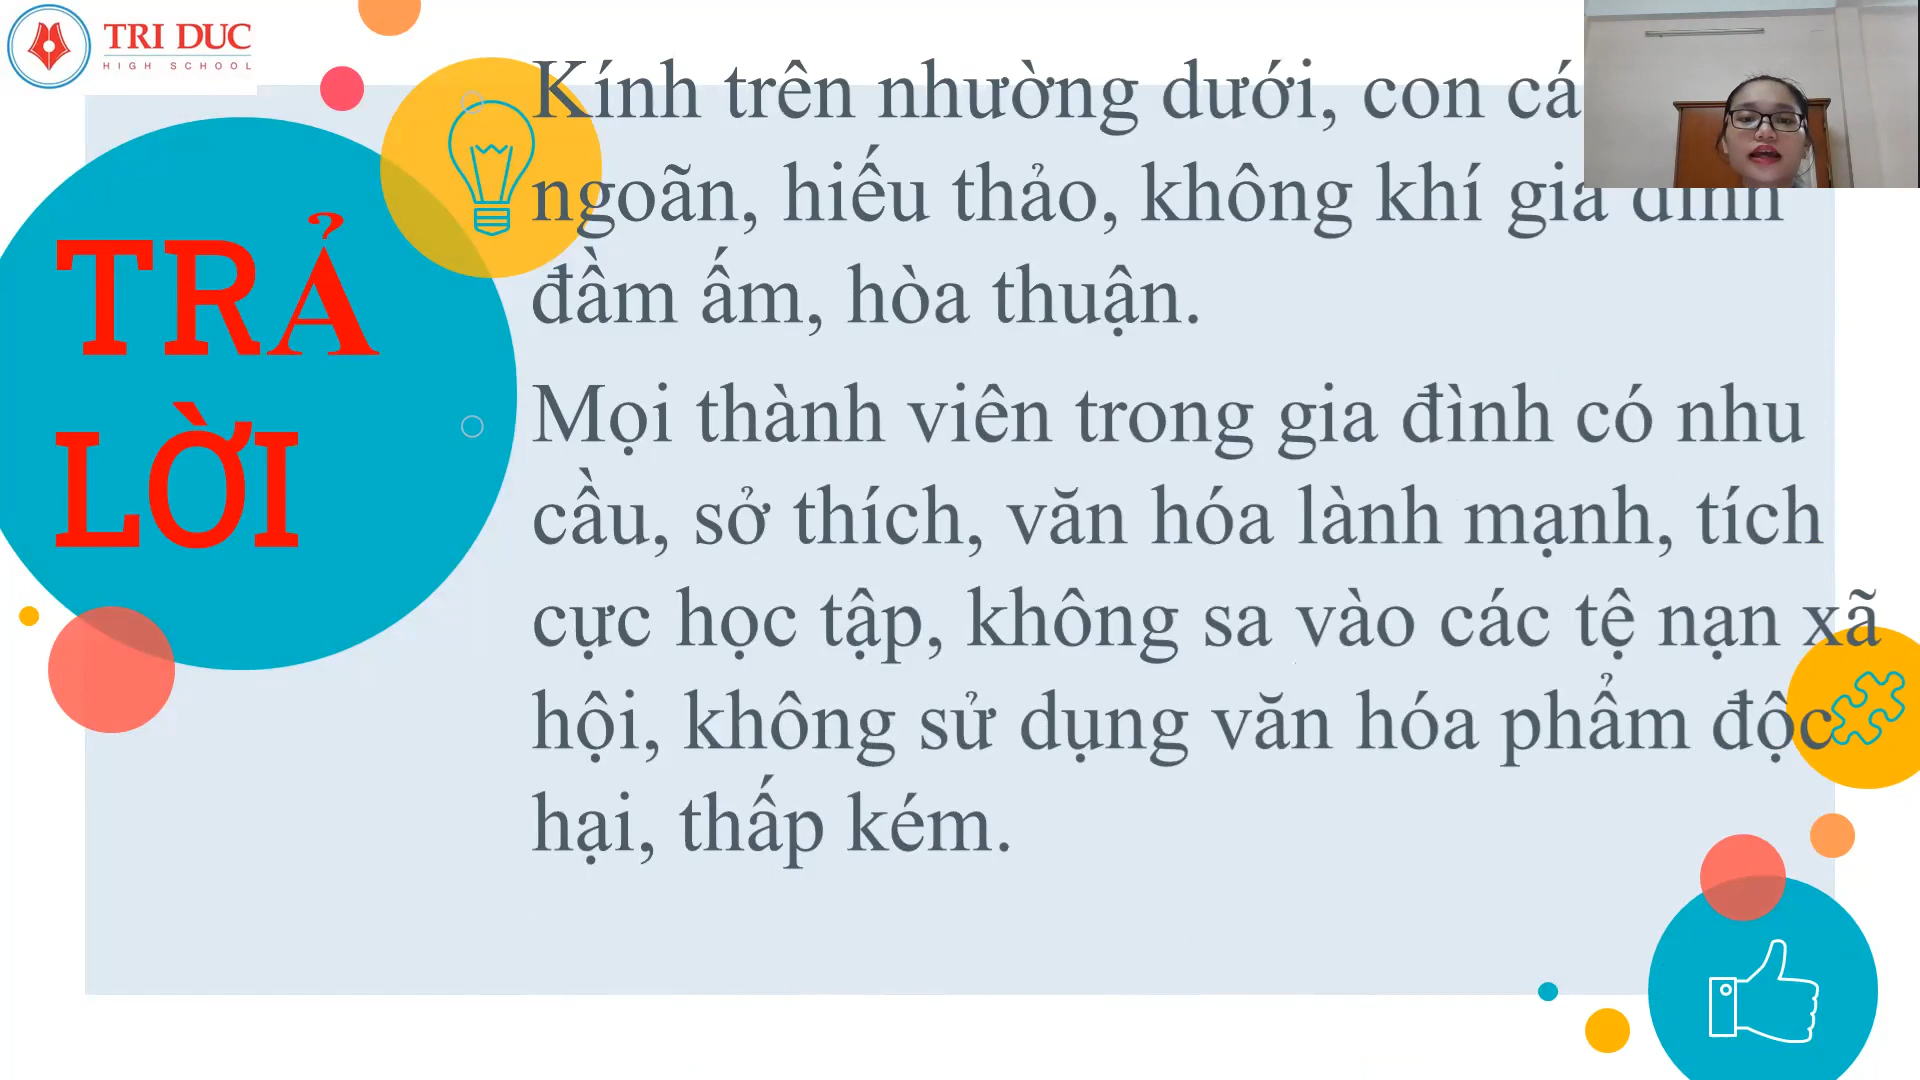 TRI DUC
HIGH SCHOOL
TRẢ
LỜI
Kính trên nhường dưới, con cá
ngoãn, hiếu thảo, không khí gia đình
đầm ấm, hòa thuận.
Mọi thành viên trong gia đình có nhu
cầu, sở thích, văn hóa lành mạnh, tích
cực học tập, không sa vào các tệ nạn xã
hội, không sử dụng văn hóa phẩm độc
hại, thấp kém.